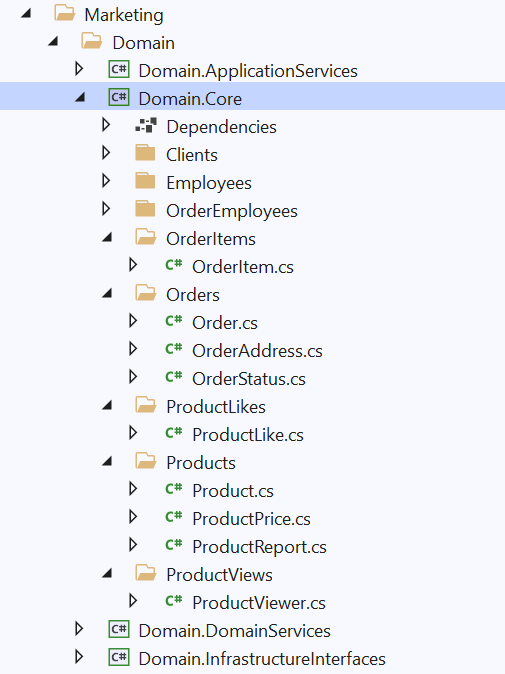 Marketing
Domain
C# Domain.ApplicationServices
C# Domain.Core
Dependencies
Clients
Employees
OrderEmployees
OrderItems
C# OrderItem.cs
Orders
C# Order.cs
C# OrderAddress.cs
C# OrderStatus.cs
ProductLikes
C# ProductLike.cs
Products
C# Product.cs
C# ProductPrice.cs
C# ProductReport.cs
ProductViews
C# ProductViewer.cs
C# Domain.DomainServices
C# Domain.InfrastructureInterfaces